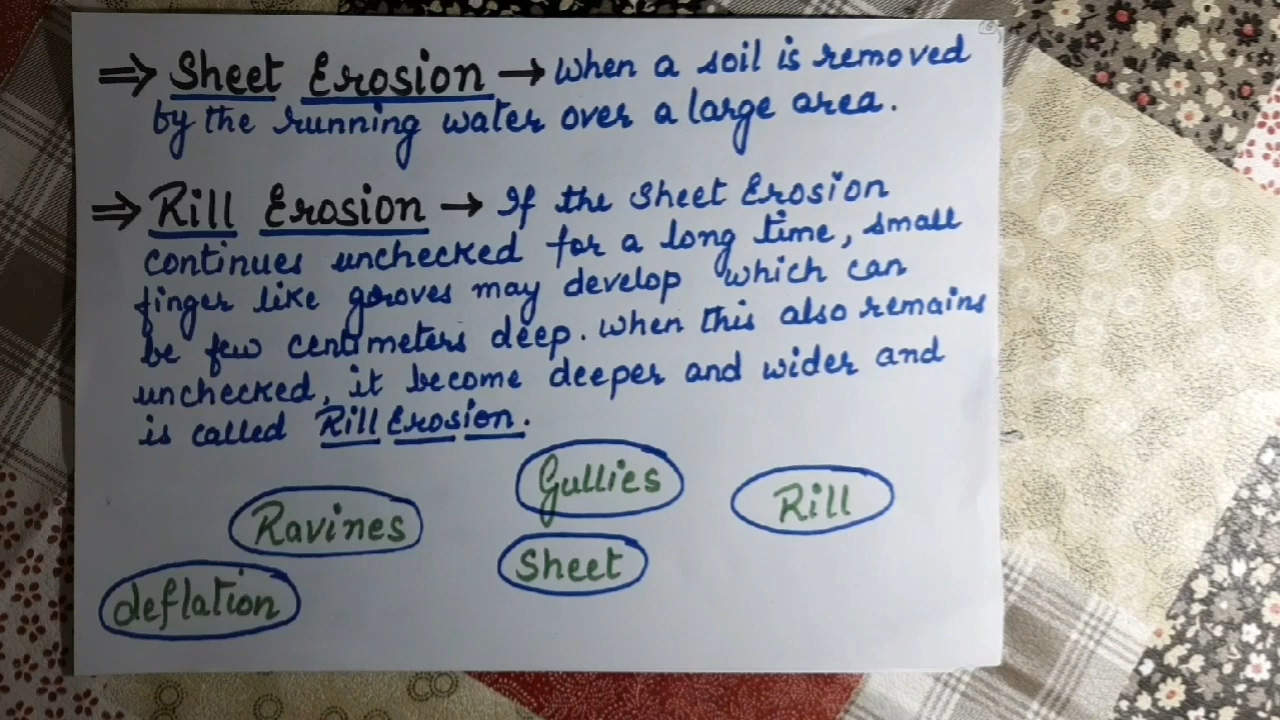 ⇒ Sheet Erosion → when a soil is removed
by the running water over a large area.
⇒ Rill Erosion → If the Sheet Erosion
continues unchecked for a long time, small
finger like groves may develop which can
be few centimeters deep. when this also remains
unchecked, it become deeper and wider and
is called Rill Erosion.
Gullies
Rill
Ravines
Sheet
deflation